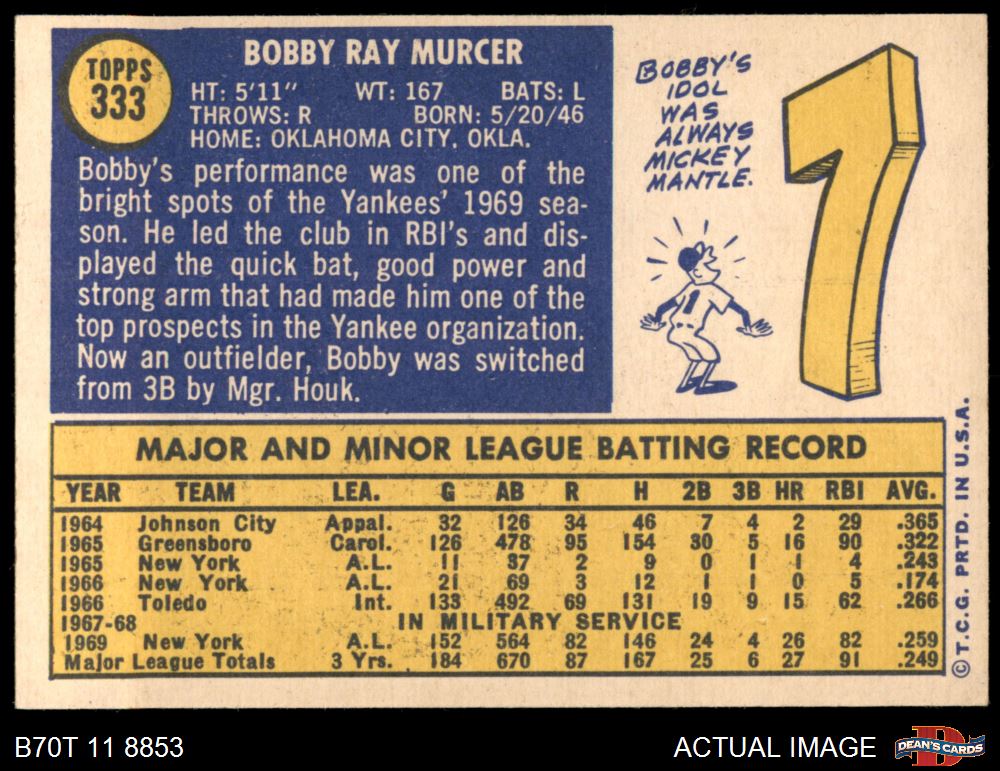 TOPPS
333
BOBBY RAY MURCER
HT: 5'11" WT: 167 BATS: L
THROWS: R BORN: 5/20/46
HOME: OKLAHOMA CITY, OKLA.
Bobby's performance was one of the
bright spots of the Yankees' 1969 sea-
son. He led the club in RBI's and dis-
played the quick bat, good power and
strong arm that had made him one of the
top prospects in the Yankee organization.
Now an outfielder, Bobby was switched
from 3B by Mgr. Houk.
BOBBY'S
IDOL
WAS
ALWAYS
MICKEY
MANTLE.
7
1
MAJOR AND MINOR LEAGUE BATTING RECORD
YEAR TEAM LEA. G AB R H 2B 3B HR RBI AVG.
1964 Johnson City Appal. 32 126 34 46 7 4 2 29 .365
1965 Greensboro Carol. 126 478 95 154 30 5 16 90 .322
1965 New York A.L. 11 37 2 9 0 1 1 4 .243
1966 New York A.L. 21 69 3 12 1 1 0 5 .174
1966 Toledo Int. 133 492 69 131 19 9 15 62 .266
1967-68 IN MILITARY SERVICE
1969 New York A.L. 152 564 82 146 24 4 26 82 .259
Major League Totals 3 Yrs. 184 670 87 167 25 6 27 91 .249
© T.C.G. PRTD. IN U.S.A.
B70T 11 8853
ACTUAL IMAGE
D
DEAN'S CARDS